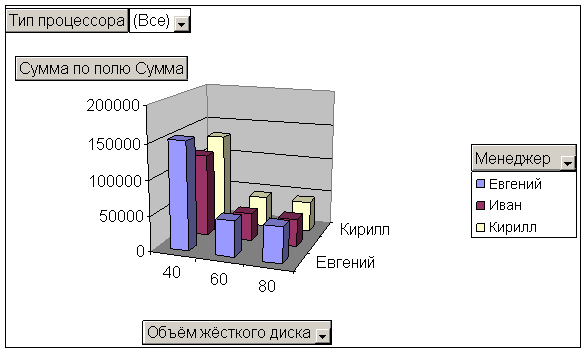 Тип процессора (Все)
Сумма по полю Сумма
200000
150000
100000
50000
0
40 60 80
Кирилл
Евгений
Менеджер
Евгений
Иван
Кирилл
Объём жёсткого диска